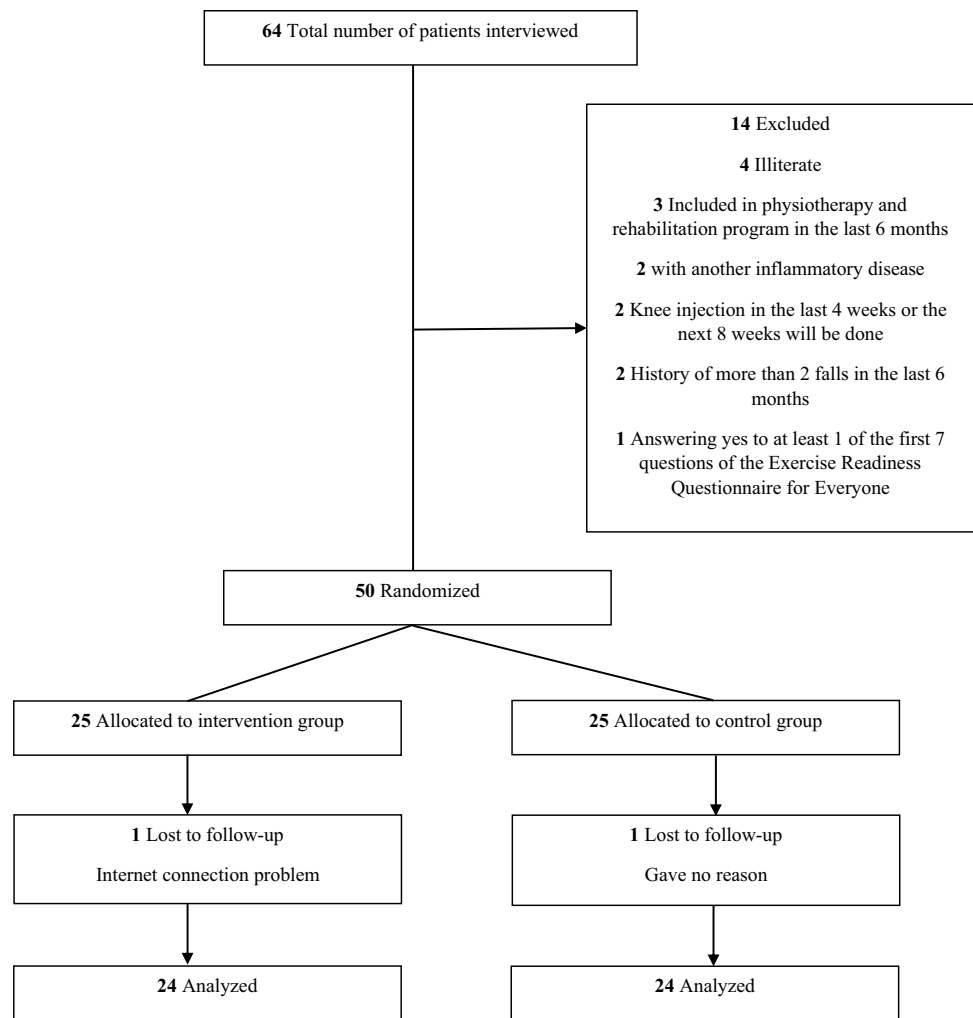 64 Total number of patients interviewed
14 Excluded
4 Illiterate
3 Included in physiotherapy and
rehabilitation program in the last 6 months
2 with another inflammatory disease
2 Knee injection in the last 4 weeks or the
next 8 weeks will be done
2 History of more than 2 falls in the last 6
months
1 Answering yes to at least 1 of the first 7
questions of the Exercise Readiness
Questionnaire for Everyone
50 Randomized
25 Allocated to intervention group
25 Allocated to control group
1 Lost to follow-up
Internet connection problem
1 Lost to follow-up
Gave no reason
24 Analyzed
24 Analyzed